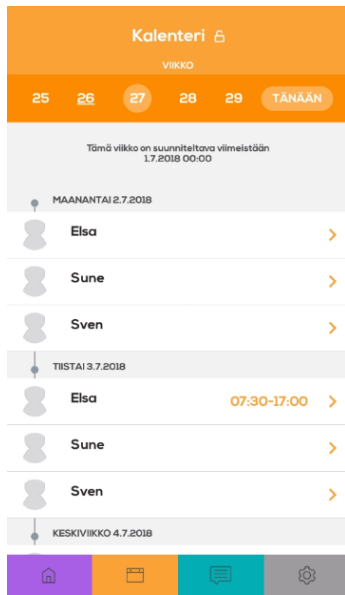 Kalenteri
VIIKKO
25 26 27 28 29 TÄNÄÄN
Tämä viikko on suunniteltava viimeistään
1.7.2018 00:00
MAANANTAI 2.7.2018
Elsa
Sune
Sven
TIISTAI 3.7.2018
Elsa 07:30-17:00
Sune
Sven
KESKIVIIKKO 4.7.2018